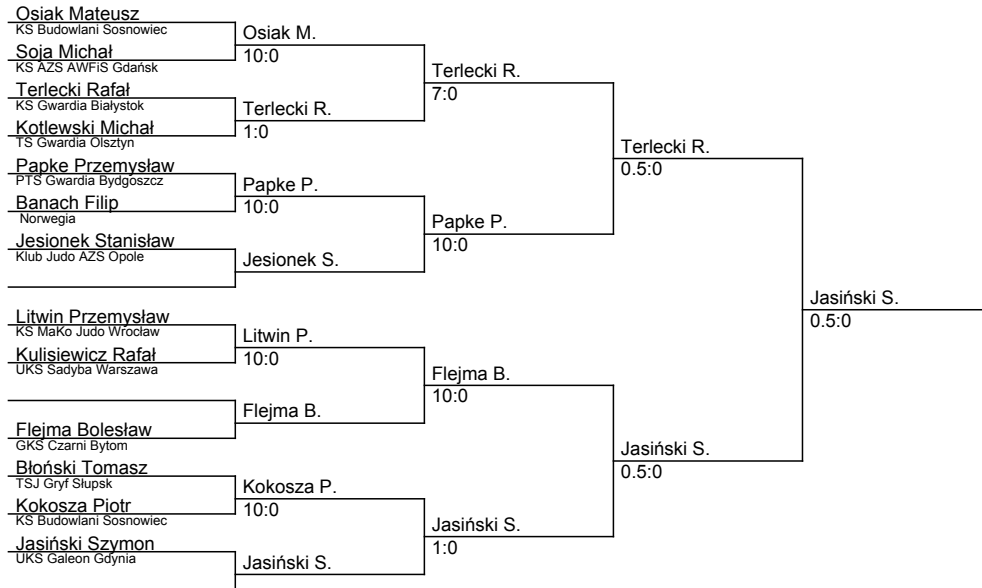 Osiak Mateusz
KS Budowlani Sosnowiec
Soja Michał
KS AZS AWFiS Gdańsk
Terlecki Rafał
KS Gwardia Białystok
Kotlewski Michał
TS Gwardia Olsztyn
Papke Przemysław
PTS Gwardia Bydgoszcz
Banach Filip
Norwegia
Jesionek Stanisław
Klub Judo AZS Opole
Litwin Przemysław
KS MaKo Judo Wrocław
Kulisiewicz Rafał
UKS Sadyba Warszawa
Flejma Bolesław
GKS Czarni Bytom
Błoński Tomasz
TSJ Gryf Słupsk
Kokosza Piotr
KS Budowlani Sosnowiec
Jasiński Szymon
UKS Galeon Gdynia
Osiak M.
10:0
Terlecki R.
1:0
Papke P.
10:0
Jesionek S.
Litwin P.
10:0
Flejma B.
Kokosza P.
10:0
Jasiński S.
Terlecki R.
7:0
Papke P.
10:0
Flejma B.
10:0
Jasiński S.
1:0
Terlecki R.
0.5:0
Jasiński S.
0.5:0
Jasiński S.
0.5:0